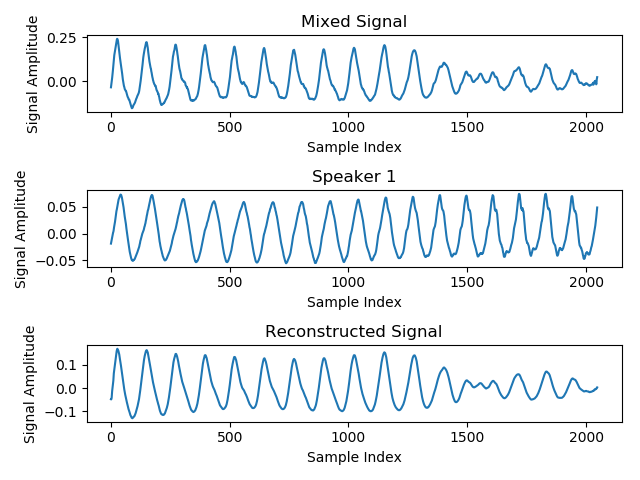 Mixed Signal
Signal Amplitude
0.25
0.00
0 500 1000 1500 2000
Sample Index
Speaker 1
Signal Amplitude
0.05
0.00
−0.05
0 500 1000 1500 2000
Sample Index
Reconstructed Signal
Signal Amplitude
0.1
0.0
−0.1
0 500 1000 1500 2000
Sample Index